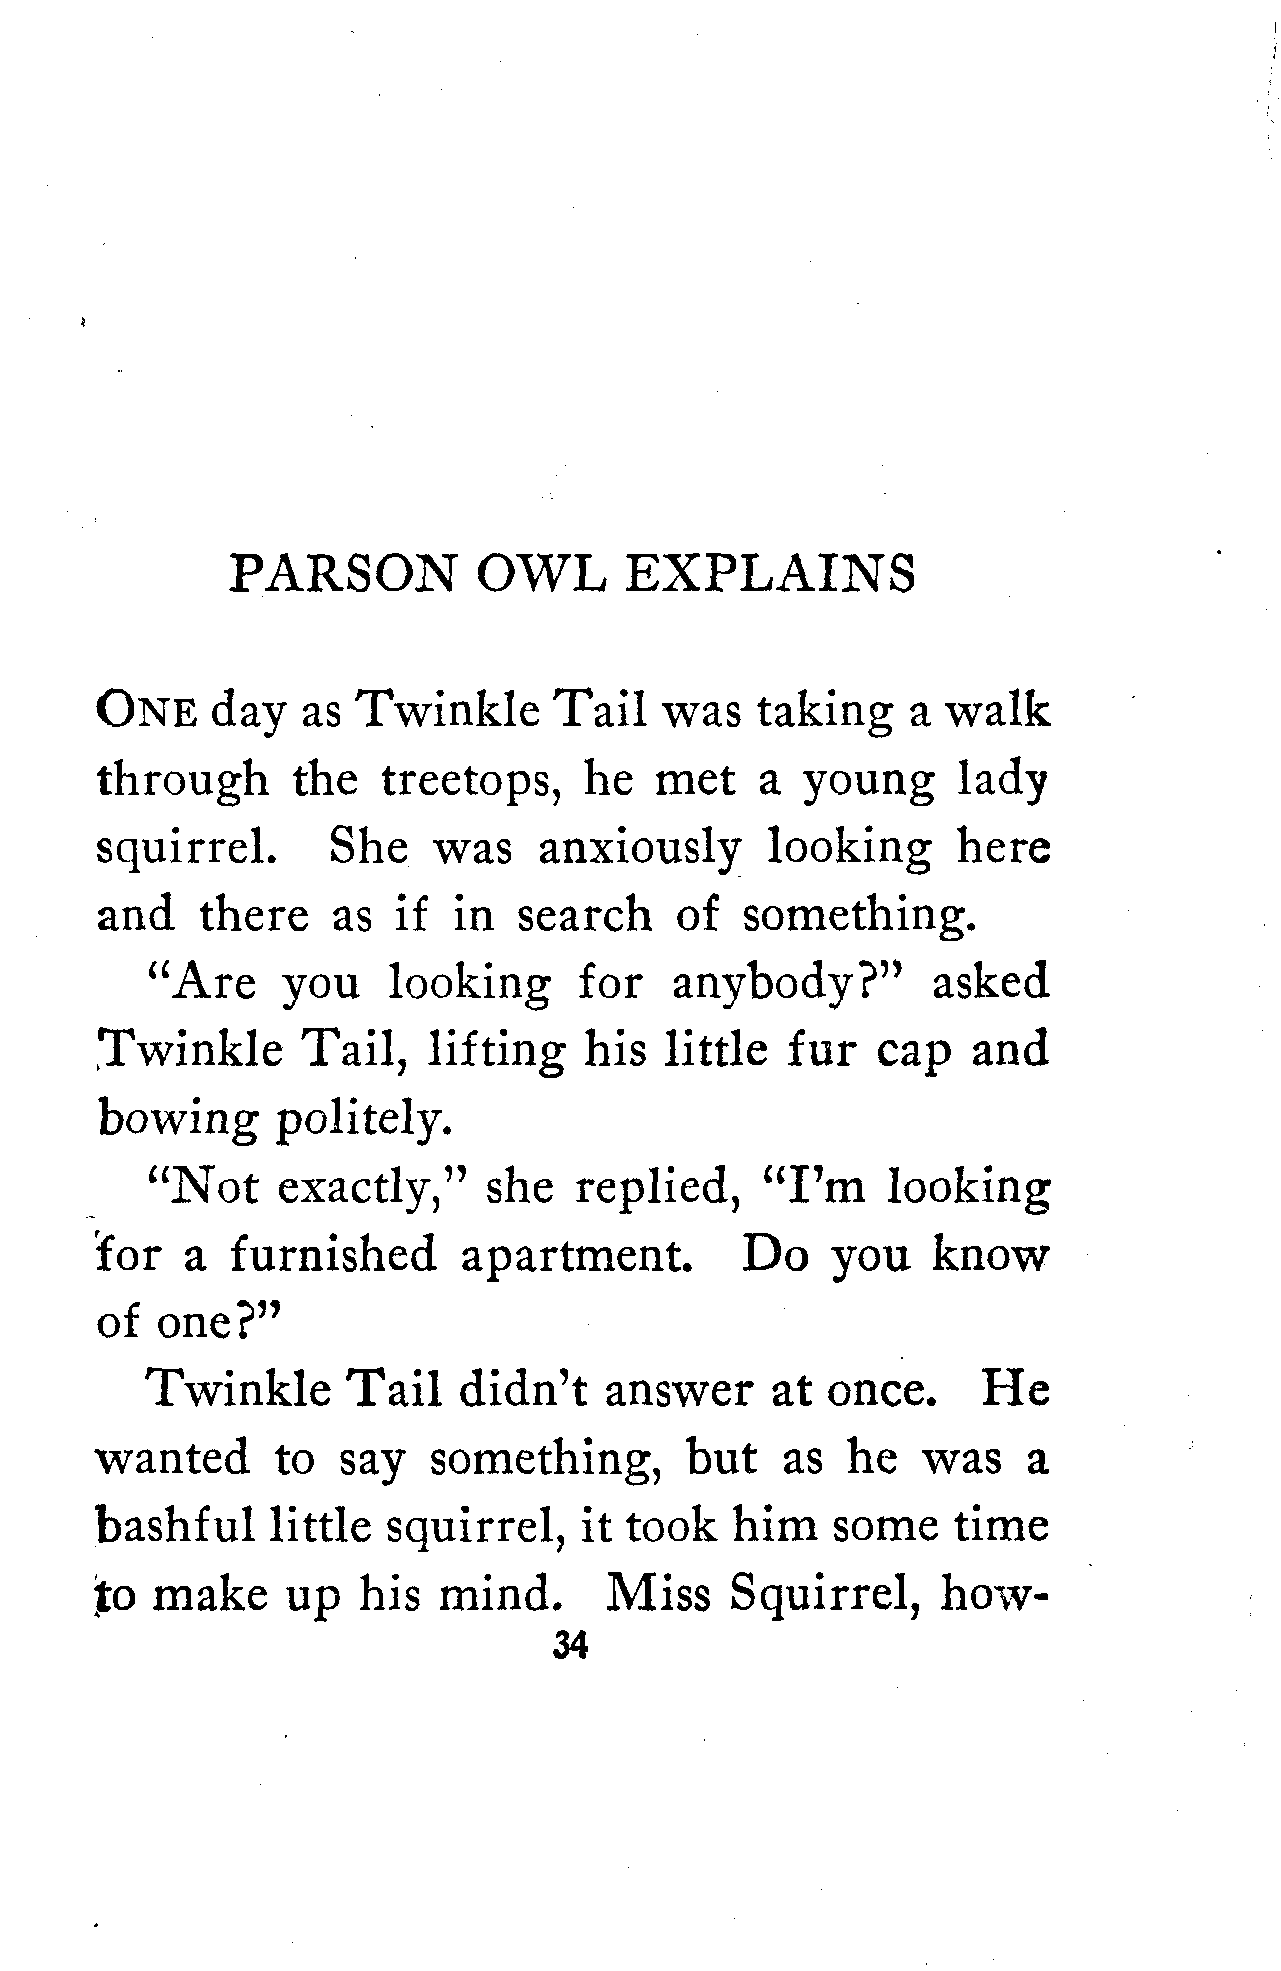 PARSON OWL EXPLAINS
ONE day as Twinkle Tail was taking a walk
through the treetops, he met a young lady
squirrel. She was anxiously looking here
and there as if in search of something.
“Are you looking for anybody?” asked
Twinkle Tail, lifting his little fur cap and
bowing politely.
“Not exactly,” she replied, “I’m looking
for a furnished apartment. Do you know
of one?”
Twinkle Tail didn’t answer at once. He
wanted to say something, but as he was a
bashful little squirrel, it took him some time
to make up his mind. Miss Squirrel, how-
34